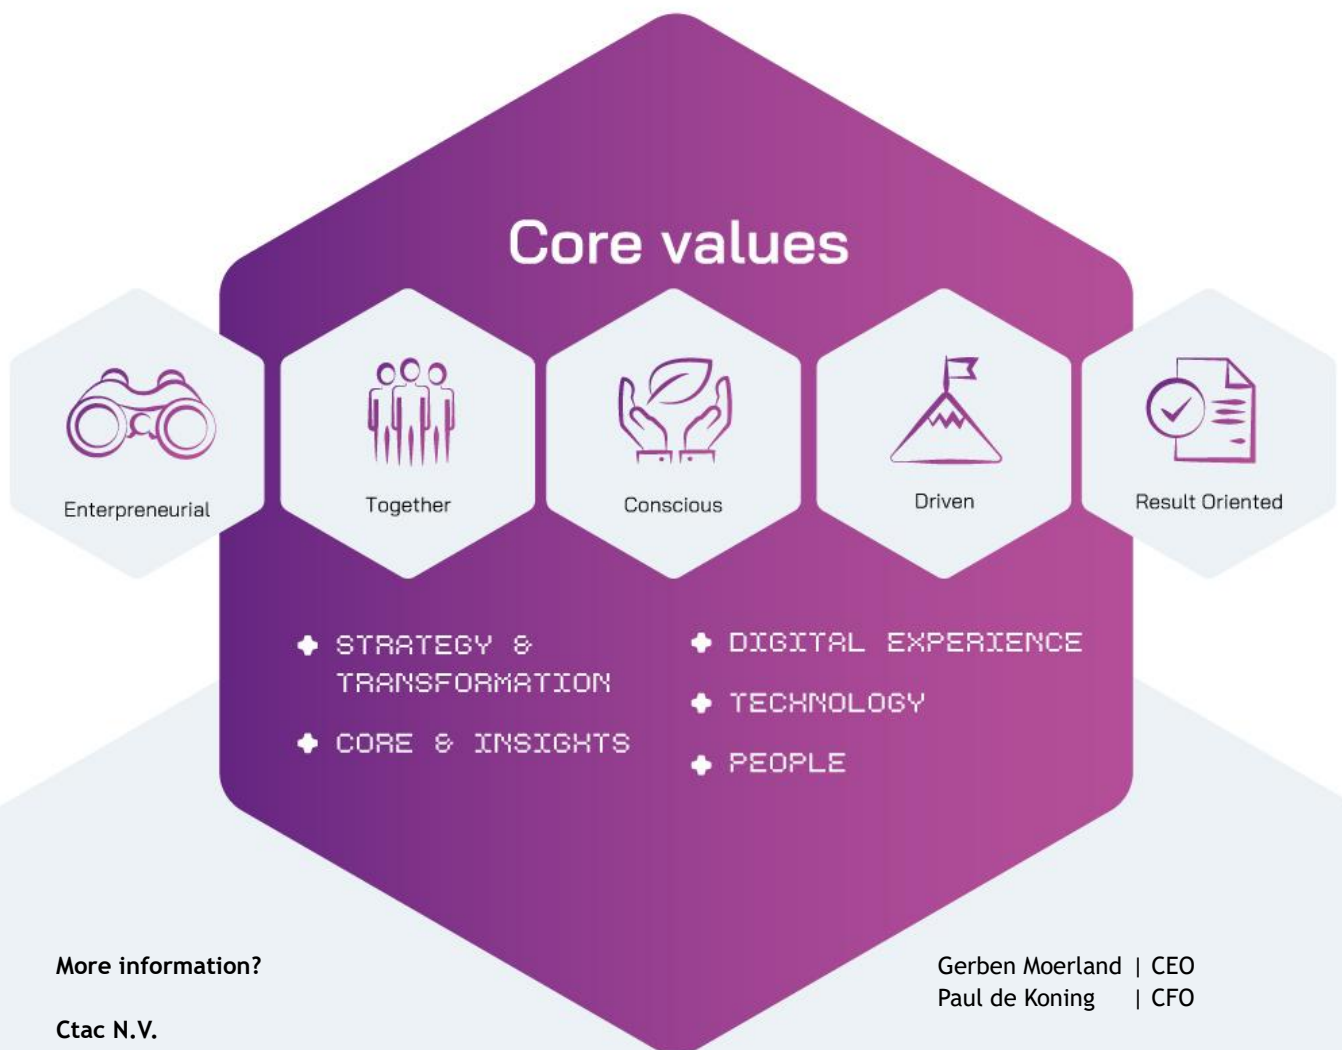 Core values
Enterpreneurial
Together
Conscious
Driven
Result Oriented
STRATEGY &
TRANSFORMATION
CORE & INSIGHTS
DIGITAL EXPERIENCE
TECHNOLOGY
PEOPLE
More information?
Ctac N.V.
Gerben Moerland | CEO
Paul de Koning | CFO